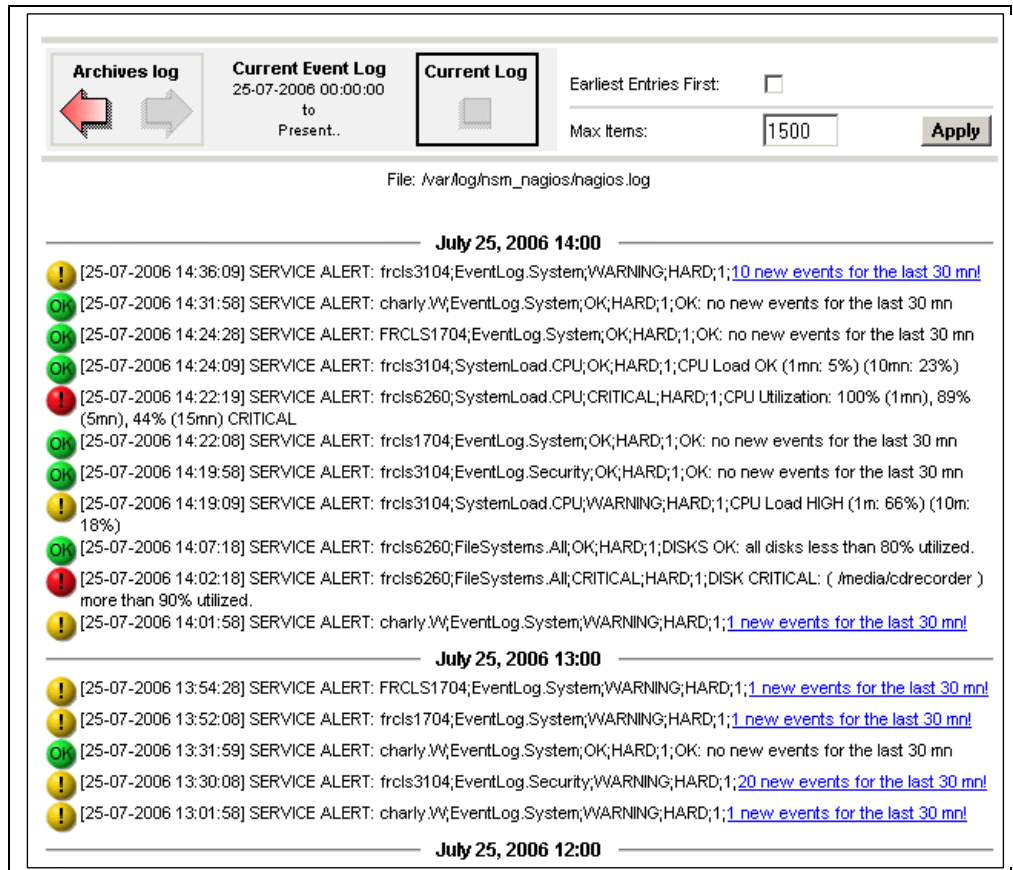 Archives log
Current Event Log
25-07-2006 00:00:00
to
Present..
Current Log
Earliest Entries First:
Max Items:
1500
Apply
File: /var/log/nsm_nagios/nagios.log
July 25, 2006 14:00
! [25-07-2006 14:36:09] SERVICE ALERT: frcls3104;EventLog.System;WARNING;HARD;1;10 new events for the last 30 mn!
OK [25-07-2006 14:31:58] SERVICE ALERT: charly.W;EventLog.System;OK;HARD;1;OK: no new events for the last 30 mn
OK [25-07-2006 14:24:28] SERVICE ALERT: FRCLS1704;EventLog.System;OK;HARD;1;OK: no new events for the last 30 mn
OK [25-07-2006 14:24:09] SERVICE ALERT: frcls3104;SystemLoad.CPU;OK;HARD;1;CPU Load OK (1mn: 5%) (10mn: 23%)
! [25-07-2006 14:22:19] SERVICE ALERT: frcls6260;SystemLoad.CPU;CRITICAL;HARD;1;CPU Utilization: 100% (1mn), 89%
(5mn), 44% (15mn) CRITICAL
OK [25-07-2006 14:22:08] SERVICE ALERT: frcls1704;EventLog.System;OK;HARD;1;OK: no new events for the last 30 mn
OK [25-07-2006 14:19:58] SERVICE ALERT: frcls3104;EventLog.Security;OK;HARD;1;OK: no new events for the last 30 mn
! [25-07-2006 14:19:09] SERVICE ALERT: frcls3104;SystemLoad.CPU;WARNING;HARD;1;CPU Load HIGH (1m: 66%) (10m:
18%)
OK [25-07-2006 14:07:18] SERVICE ALERT: frcls6260;FileSystems.All;OK;HARD;1;DISKS OK: all disks less than 80% utilized.
! [25-07-2006 14:02:18] SERVICE ALERT: frcls6260;FileSystems.All;CRITICAL;HARD;1;DISK CRITICAL: ( /media/cdrecorder )
more than 90% utilized.
! [25-07-2006 14:01:58] SERVICE ALERT: charly.W;EventLog.System;WARNING;HARD;1;1 new events for the last 30 mn!
July 25, 2006 13:00
! [25-07-2006 13:54:28] SERVICE ALERT: FRCLS1704;EventLog.System;WARNING;HARD;1;1 new events for the last 30 mn!
! [25-07-2006 13:52:08] SERVICE ALERT: frcls1704;EventLog.System;WARNING;HARD;1;1 new events for the last 30 mn!
OK [25-07-2006 13:31:59] SERVICE ALERT: charly.W;EventLog.System;OK;HARD;1;OK: no new events for the last 30 mn
! [25-07-2006 13:30:08] SERVICE ALERT: frcls3104;EventLog.Security;WARNING;HARD;1;20 new events for the last 30 mn!
! [25-07-2006 13:01:58] SERVICE ALERT: charly.W;EventLog.System;WARNING;HARD;1;1 new events for the last 30 mn!
July 25, 2006 12:00